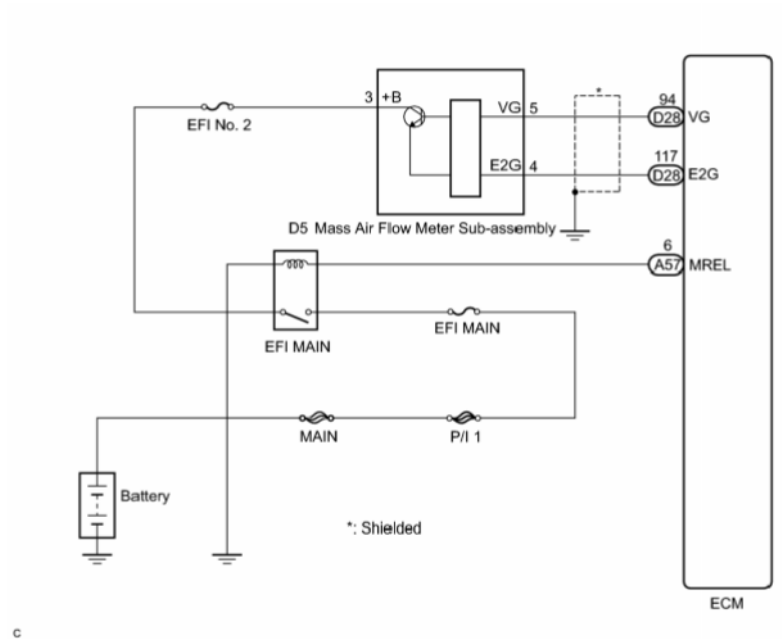 3 +B
VG 5
94
D28 VG
EFI No. 2
*
E2G 4
117
D28 E2G
D5 Mass Air Flow Meter Sub-assembly
6
A57 MREL
EFI MAIN
EFI MAIN
MAIN
P/I 1
Battery
*: Shielded
ECM
c